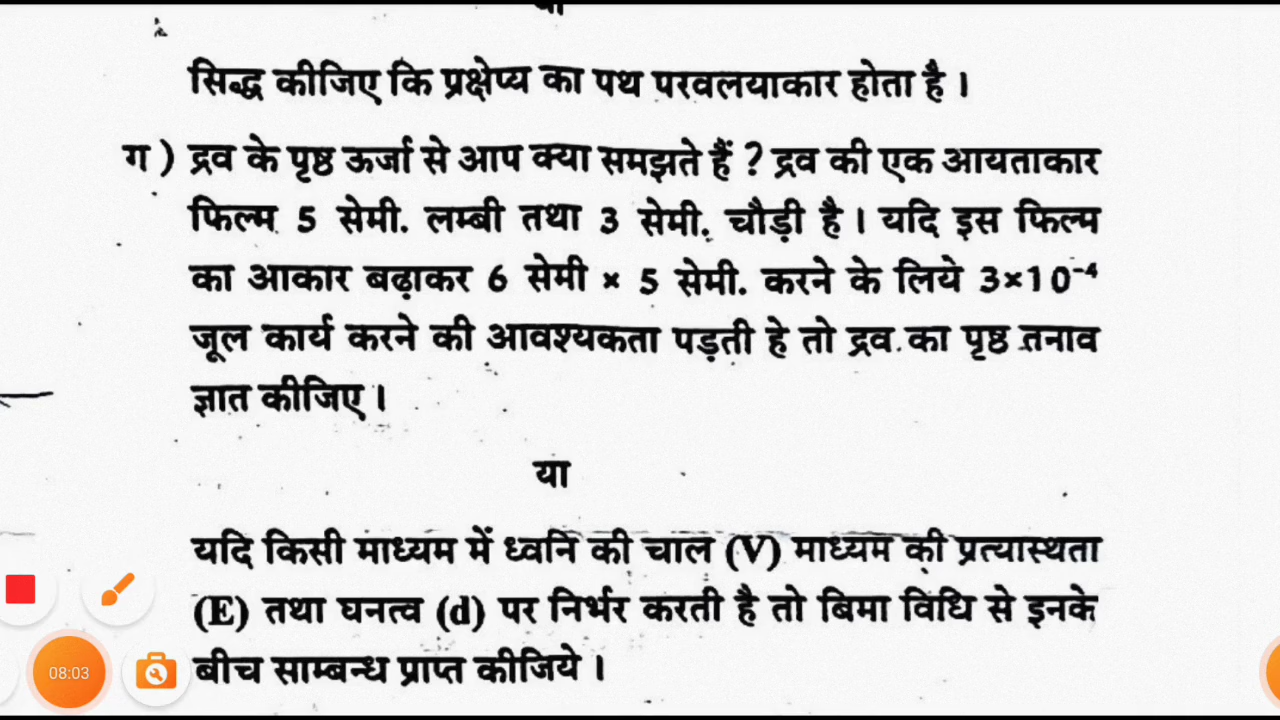 या
सिद्ध कीजिए कि प्रक्षेप्य का पथ परवलयाकार होता है ।
ग ) द्रव के पृष्ठ ऊर्जा से आप क्या समझते हैं ? द्रव की एक आयताकार
फिल्म 5 सेमी. लम्बी तथा 3 सेमी. चौड़ी है । यदि इस फिल्म
का आकार बढ़ाकर 6 सेमी × 5 सेमी. करने के लिये 3×10⁻⁴
जूल कार्य करने की आवश्यकता पड़ती हे तो द्रव का पृष्ठ तनाव
ज्ञात कीजिए ।
या
यदि किसी माध्यम में ध्वनि की चाल (V) माध्यम की प्रत्यास्थता
(E) तथा घनत्व (d) पर निर्भर करती है तो बिमा विधि से इनके
बीच साम्बन्ध प्राप्त कीजिये ।
08:03